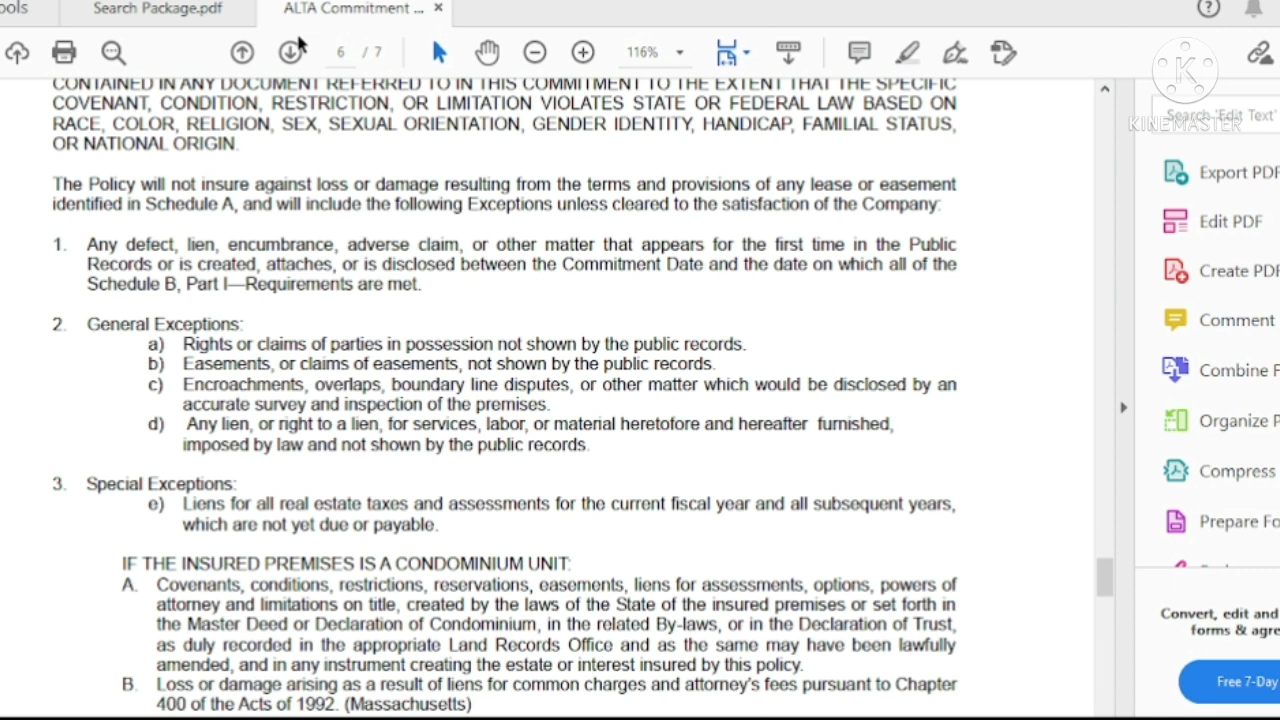 ools
Search Package.pdf
ALTA Commitment ... ×
6 / 7
116%
K
KINEMASTER
Search 'Edit Text'
CONTAINED IN ANY DOCUMENT REFERRED TO IN THIS COMMITMENT TO THE EXTENT THAT THE SPECIFIC
COVENANT, CONDITION, RESTRICTION, OR LIMITATION VIOLATES STATE OR FEDERAL LAW BASED ON
RACE, COLOR, RELIGION, SEX, SEXUAL ORIENTATION, GENDER IDENTITY, HANDICAP, FAMILIAL STATUS,
OR NATIONAL ORIGIN.
The Policy will not insure against loss or damage resulting from the terms and provisions of any lease or easement
identified in Schedule A, and will include the following Exceptions unless cleared to the satisfaction of the Company:
1. Any defect, lien, encumbrance, adverse claim, or other matter that appears for the first time in the Public
Records or is created, attaches, or is disclosed between the Commitment Date and the date on which all of the
Schedule B, Part I—Requirements are met.
2. General Exceptions:
a) Rights or claims of parties in possession not shown by the public records.
b) Easements, or claims of easements, not shown by the public records.
c) Encroachments, overlaps, boundary line disputes, or other matter which would be disclosed by an
accurate survey and inspection of the premises.
d) Any lien, or right to a lien, for services, labor, or material heretofore and hereafter furnished,
imposed by law and not shown by the public records.
3. Special Exceptions:
e) Liens for all real estate taxes and assessments for the current fiscal year and all subsequent years,
which are not yet due or payable.
IF THE INSURED PREMISES IS A CONDOMINIUM UNIT:
A. Covenants, conditions, restrictions, reservations, easements, liens for assessments, options, powers of
attorney and limitations on title, created by the laws of the State of the insured premises or set forth in
the Master Deed or Declaration of Condominium, in the related By-laws, or in the Declaration of Trust,
as duly recorded in the appropriate Land Records Office and as the same may have been lawfully
amended, and in any instrument creating the estate or interest insured by this policy.
B. Loss or damage arising as a result of liens for common charges and attorney's fees pursuant to Chapter
400 of the Acts of 1992. (Massachusetts)
Export PDF
Edit PDF
Create PDF
Comment
Combine F
Organize P
Compress
Prepare Fo
Convert, edit and
forms & agre
Free 7-Day